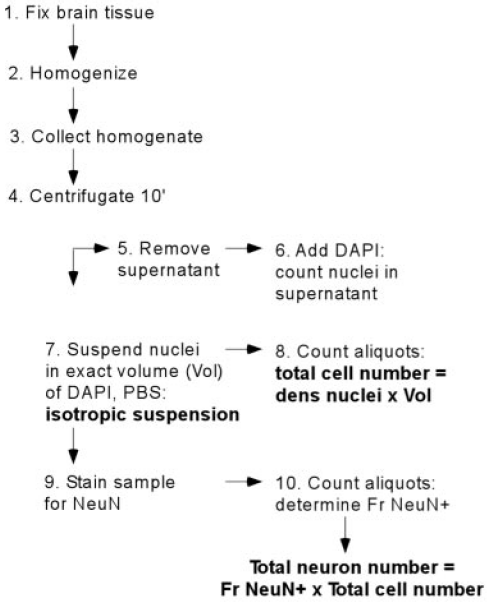 1. Fix brain tissue
2. Homogenize
3. Collect homogenate
4. Centrifugate 10'
5. Remove
supernatant
6. Add DAPI:
count nuclei in
supernatant
7. Suspend nuclei
in exact volume (Vol)
of DAPI, PBS:
isotropic suspension
8. Count aliquots:
total cell number =
dens nuclei x Vol
9. Stain sample
for NeuN
10. Count aliquots:
determine Fr NeuN+
Total neuron number =
Fr NeuN+ x Total cell number